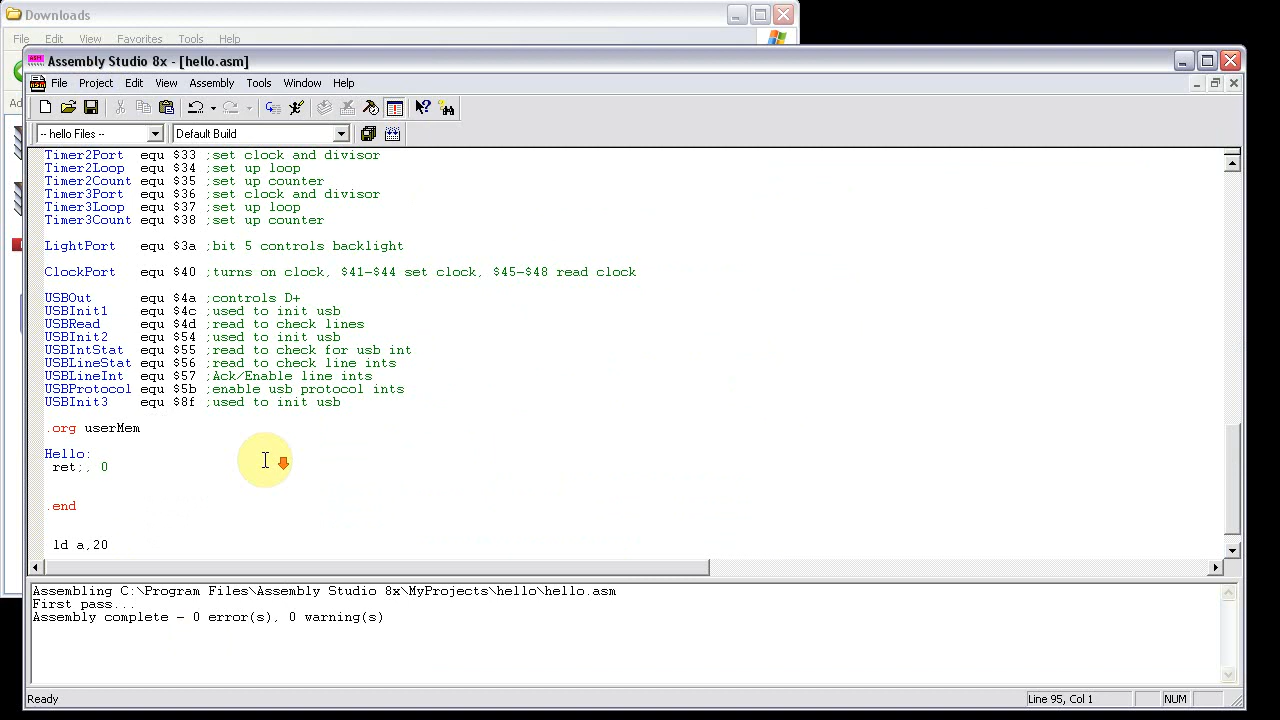 Downloads
File Edit View Favorites Tools Help
Assembly Studio 8x - [hello.asm]
File Project Edit View Assembly Tools Window Help
-- hello Files -- Default Build
Timer2Port equ $33 ;set clock and divisor
Timer2Loop equ $34 ;set up loop
Timer2Count equ $35 ;set up counter
Timer3Port equ $36 ;set clock and divisor
Timer3Loop equ $37 ;set up loop
Timer3Count equ $38 ;set up counter
LightPort equ $3a ;bit 5 controls backlight
ClockPort equ $40 ;turns on clock, $41-$44 set clock, $45-$48 read clock
USBOut equ $4a ;controls D+
USBInit1 equ $4c ;used to init usb
USBRead equ $4d ;read to check lines
USBInit2 equ $54 ;used to init usb
USBIntStat equ $55 ;read to check for usb int
USBLineStat equ $56 ;read to check line ints
USBLineInt equ $57 ;Ack/Enable line ints
USBProtocol equ $5b ;enable usb protocol ints
USBInit3 equ $8f ;used to init usb
.org userMem
Hello:
ret;; 0
.end
ld a,20
Assembling C:\Program Files\Assembly Studio 8x\MyProjects\hello\hello.asm
First pass...
Assembly complete - 0 error(s), 0 warning(s)
Ready Line 95, Col 1 NUM